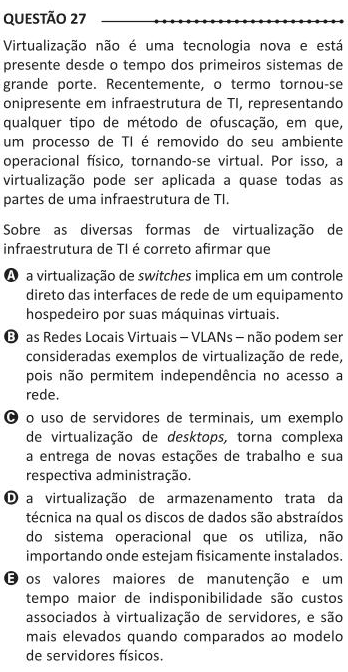 QUESTÃO 27
Virtualização não é uma tecnologia nova e está
presente desde o tempo dos primeiros sistemas de
grande porte. Recentemente, o termo tornou-se
onipresente em infraestrutura de TI, representando
qualquer tipo de método de ofuscação, em que,
um processo de TI é removido do seu ambiente
operacional físico, tornando-se virtual. Por isso, a
virtualização pode ser aplicada a quase todas as
partes de uma infraestrutura de TI.
Sobre as diversas formas de virtualização de
infraestrutura de TI é correto afirmar que
A a virtualização de switches implica em um controle
direto das interfaces de rede de um equipamento
hospedeiro por suas máquinas virtuais.
B as Redes Locais Virtuais – VLANs – não podem ser
consideradas exemplos de virtualização de rede,
pois não permitem independência no acesso a
rede.
C o uso de servidores de terminais, um exemplo
de virtualização de desktops, torna complexa
a entrega de novas estações de trabalho e sua
respectiva administração.
D a virtualização de armazenamento trata da
técnica na qual os discos de dados são abstraídos
do sistema operacional que os utiliza, não
importando onde estejam fisicamente instalados.
E os valores maiores de manutenção e um
tempo maior de indisponibilidade são custos
associados à virtualização de servidores, e são
mais elevados quando comparados ao modelo
de servidores físicos.